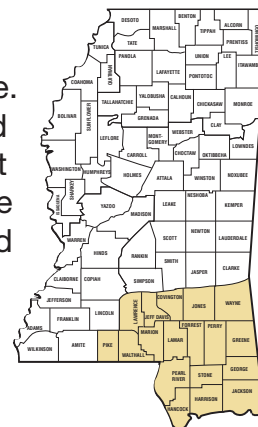 e.
d
t
e
d
DESOTO
MARSHALL
BENTON
TIPPAH
ALCORN
TISHOMINGO
PRENTISS
TUNICA
TATE
PANOLA
UNION
LEE
ITAWAMBA
COAHOMA
QUITMAN
LAFAYETTE
PONTOTOC
BOLIVAR
SUNFLOWER
TALLAHATCHIE
YALOBUSHA
CALHOUN
CHICKASAW
MONROE
GRENADA
LEFLORE
MONT-
GOMERY
WEBSTER
CLAY
CARROLL
CHOCTAW
OKTIBBEHA
LOWNDES
WASHINGTON
HUMPHREYS
HOLMES
ATTALA
WINSTON
NOXUBEE
SHARKEY
ISSAQUENA
YAZOO
MADISON
LEAKE
NESHOBA
KEMPER
WARREN
HINDS
RANKIN
SCOTT
NEWTON
LAUDERDALE
SMITH
JASPER
CLARKE
CLAIBORNE
COPIAH
SIMPSON
JEFFERSON
LINCOLN
LAWRENCE
JEFF DAVIS
COVINGTON
JONES
WAYNE
ADAMS
FRANKLIN
WILKINSON
AMITE
PIKE
WALTHALL
MARION
LAMAR
FORREST
PERRY
GREENE
PEARL
RIVER
STONE
GEORGE
HANCOCK
HARRISON
JACKSON